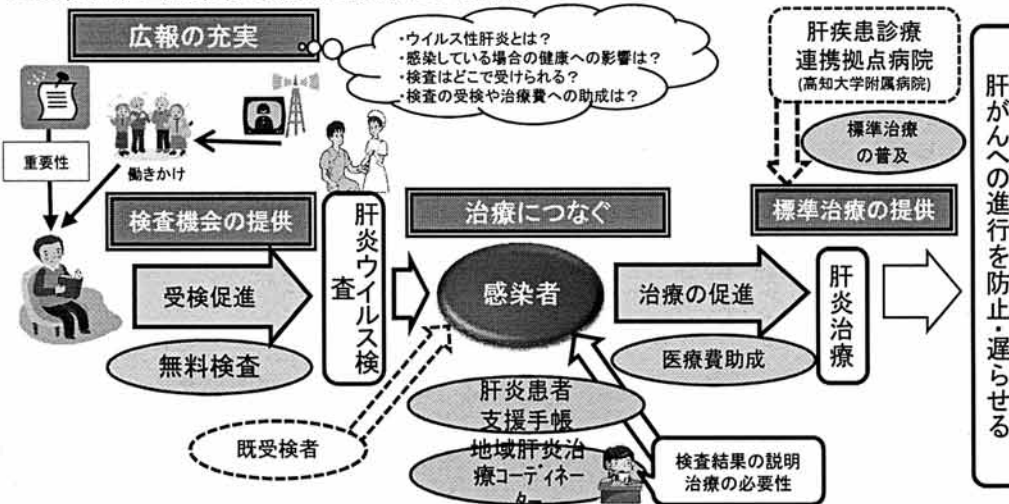 広報の充実
・ウイルス性肝炎とは？
・感染している場合の健康への影響は？
・検査はどこで受けられる？
・検査の受検や治療費への助成は？
肝疾患診療
連携拠点病院
(高知大学附属病院)
標準治療
の普及
重要性
働きかけ
検査機会の提供
治療につなぐ
標準治療の提供
受検促進
無料検査
肝炎ウイルス検
査
感染者
治療の促進
医療費助成
肝炎治療
肝がんへの進行を防止・遅らせる
既受検者
肝炎患者
支援手帳
地域肝炎治
療コーディネー
ター
検査結果の説明
治療の必要性